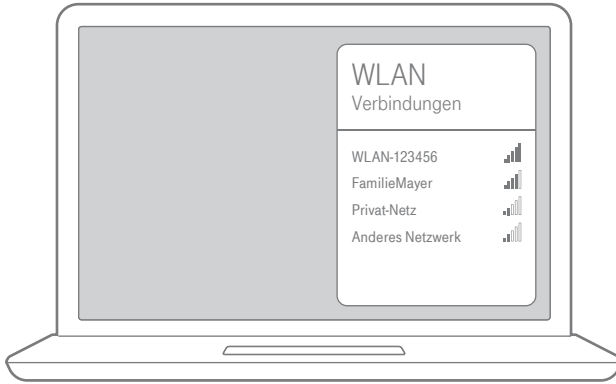 WLAN
Verbindungen
WLAN-123456
FamilieMayer
Privat-Netz
Anderes Netzwerk